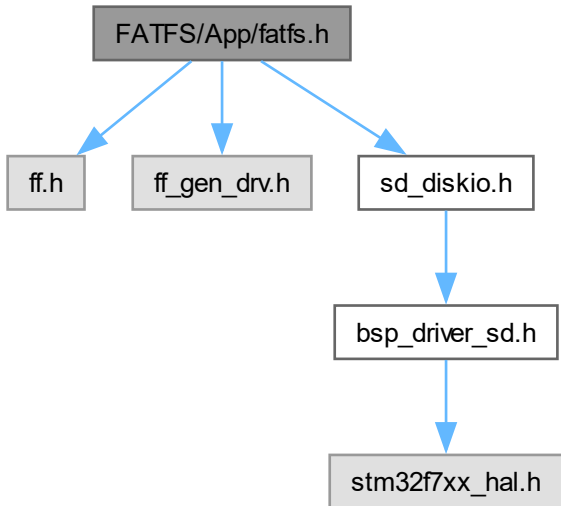 FATFS/App/fatfs.h
ff.h
ff_gen_drv.h
sd_diskio.h
bsp_driver_sd.h
stm32f7xx_hal.h